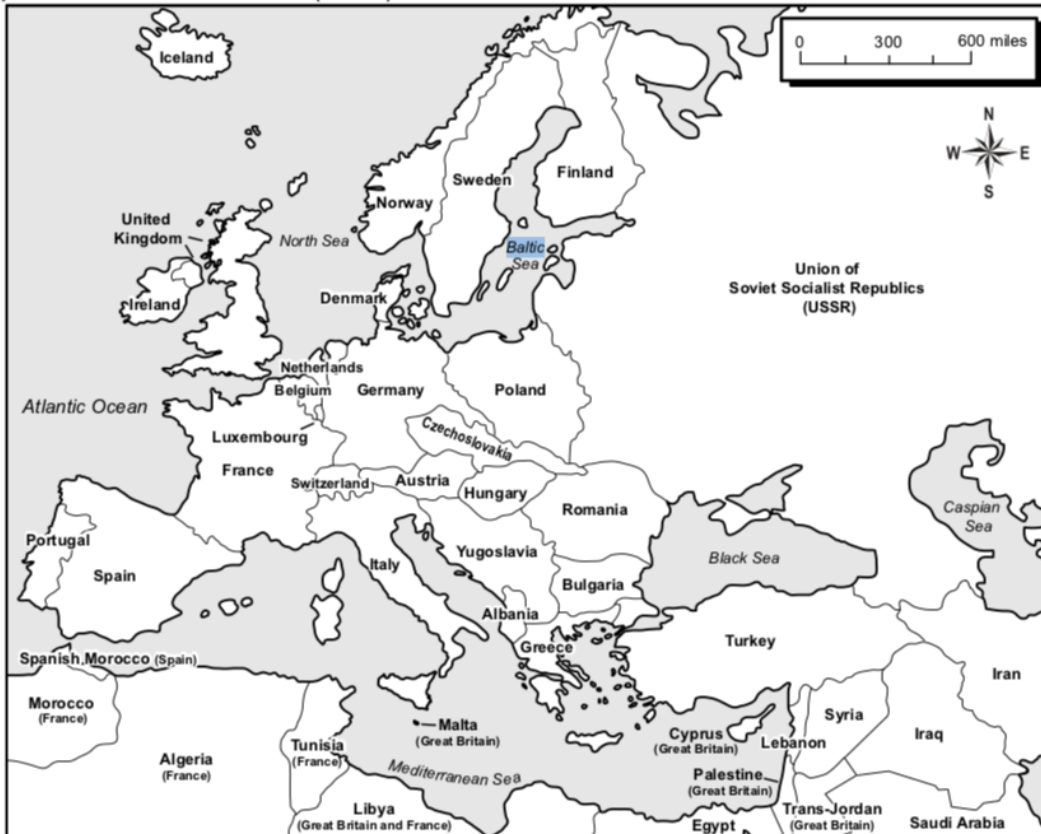 Iceland
0 300 600 miles
N
W E
S
Finland
Sweden
Norway
United
Kingdom
North Sea
Baltic
Sea
Union of
Soviet Socialist Republics
(USSR)
Ireland
Denmark
Netherlands
Belgium
Germany
Poland
Atlantic Ocean
Luxembourg
Czechoslovakia
France
Switzerland
Austria
Hungary
Romania
Caspian
Sea
Portugal
Spain
Italy
Yugoslavia
Black Sea
Bulgaria
Albania
Greece
Turkey
Spanish Morocco (Spain)
Iran
Morocco
(France)
Malta
(Great Britain)
Cyprus
(Great Britain)
Syria
Lebanon
Iraq
Algeria
(France)
Tunisia
(France)
Mediterranean Sea
Palestine
(Great Britain)
Libya
(Great Britain and France)
Egypt
Trans-Jordan
(Great Britain)
Saudi Arabia